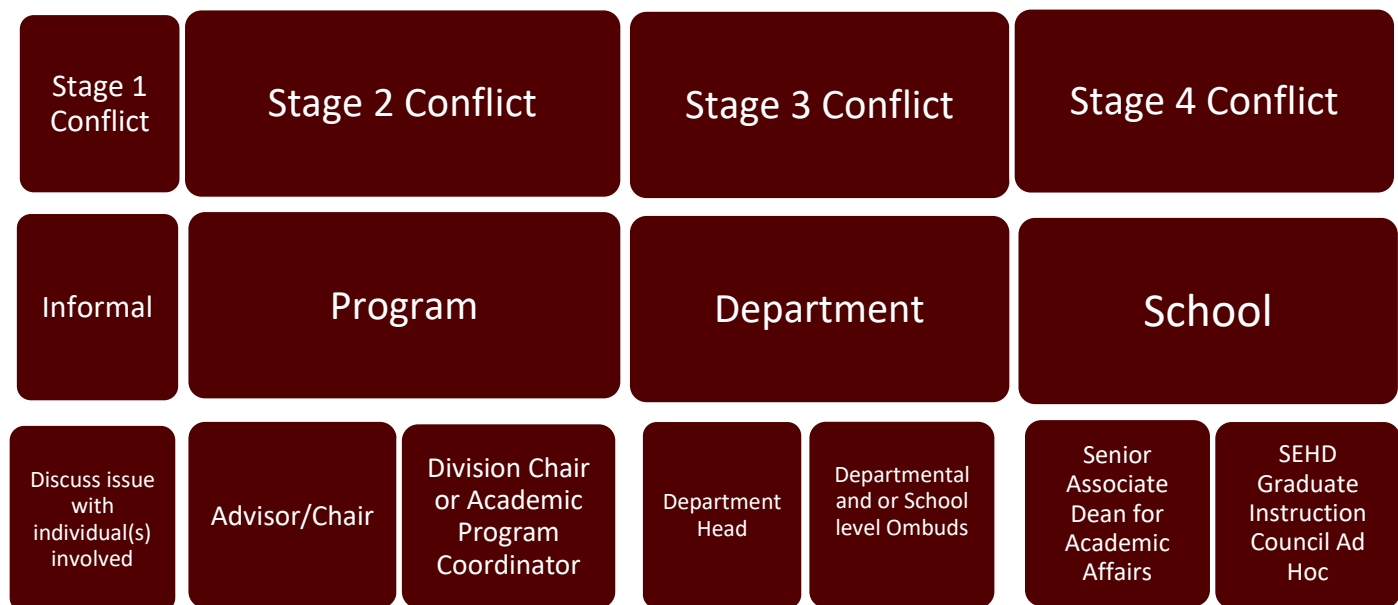 Stage 1
Conflict
Stage 2 Conflict
Stage 3 Conflict
Stage 4 Conflict
Informal
Program
Department
School
Discuss issue
with
individual(s)
involved
Advisor/Chair
Division Chair
or Academic
Program
Coordinator
Department
Head
Departmental
and or School
level Ombuds
Senior
Associate
Dean for
Academic
Affairs
SEHD
Graduate
Instruction
Council Ad
Hoc